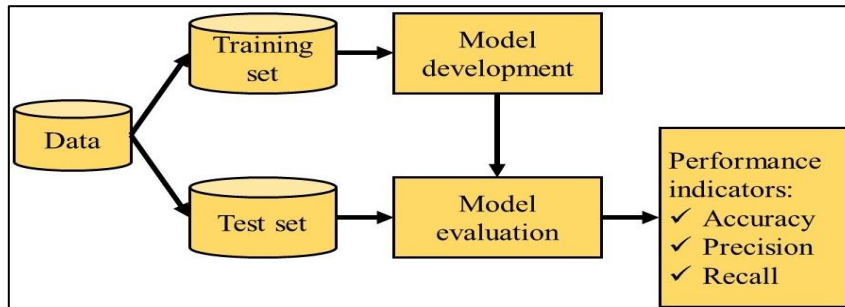 Training
set
Model
development
Data
Test set
Model
evaluation
Performance
indicators:
✓ Accuracy
✓ Precision
✓ Recall